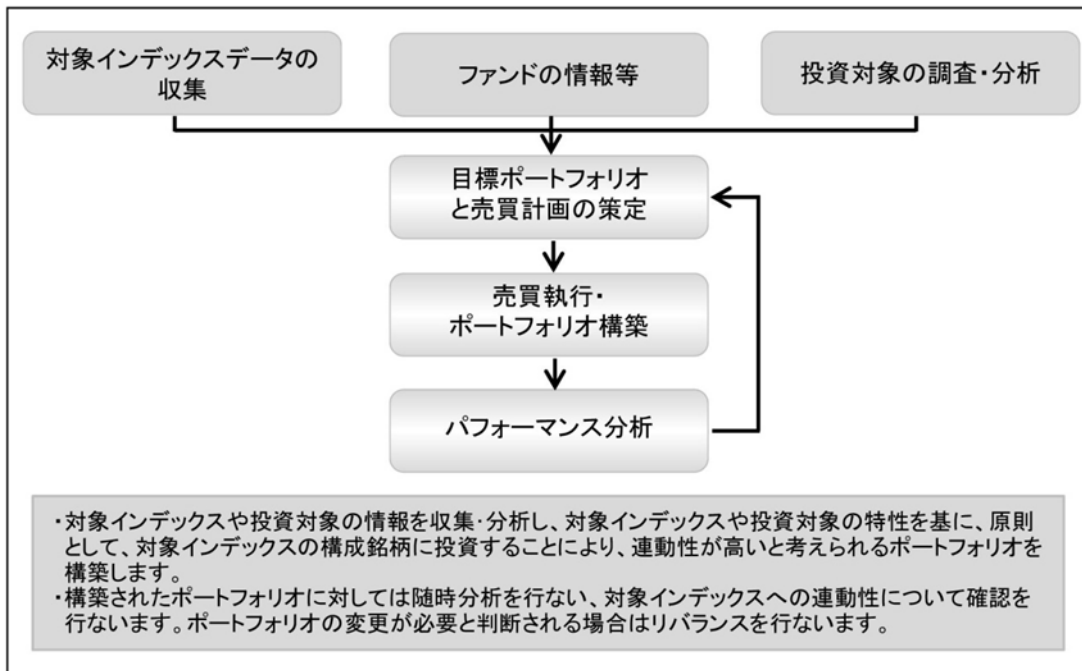 対象インデックスデータの
収集
ファンドの情報等
投資対象の調査・分析
目標ポートフォリオ
と売買計画の策定
売買執行・
ポートフォリオ構築
パフォーマンス分析
・対象インデックスや投資対象の情報を収集・分析し、対象インデックスや投資対象の特性を基に、原則
として、対象インデックスの構成銘柄に投資することにより、連動性が高いと考えられるポートフォリオを
構築します。
・構築されたポートフォリオに対しては随時分析を行ない、対象インデックスへの連動性について確認を
行ないます。ポートフォリオの変更が必要と判断される場合はリバランスを行ないます。